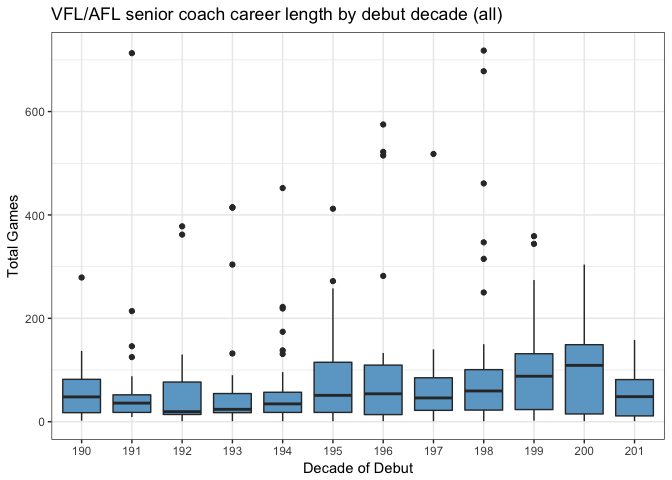 VFL/AFL senior coach career length by debut decade (all)
Total Games
600
400
200
0
190 191 192 193 194 195 196 197 198 199 200 201
Decade of Debut